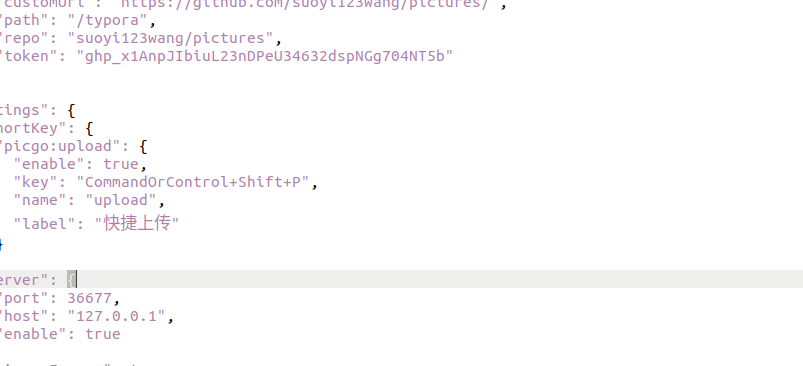 customUrl": "https://github.com/suoyi123wang/pictures/",
"path": "/typora",
"repo": "suoyi123wang/pictures",
"token": "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"
tings": {
hortKey": {
"picgo:upload": {
"enable": true,
"key": "CommandOrControl+Shift+P",
"name": "upload",
"label": "快捷上传"
}
erver": {
"port": 36677,
"host": "127.0.0.1",
"enable": true